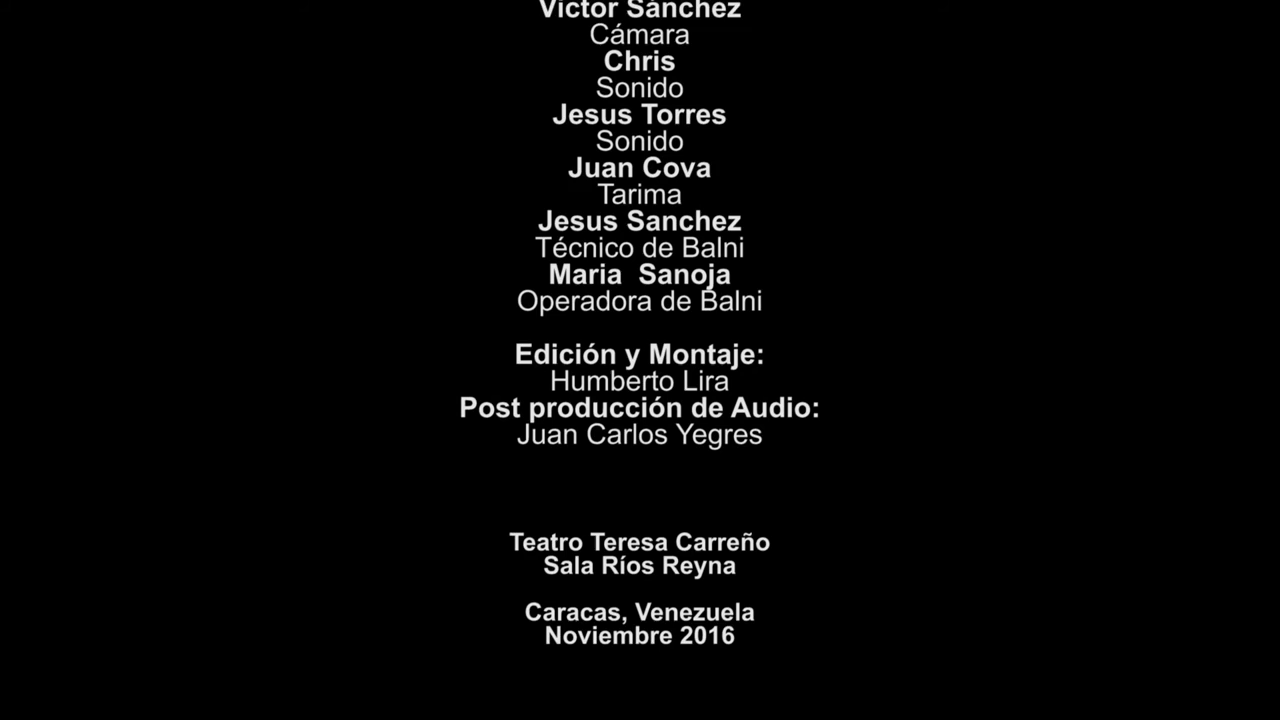 Víctor Sánchez
Cámara
Chris
Sonido
Jesus Torres
Sonido
Juan Cova
Tarima
Jesus Sanchez
Técnico de Balni
Maria Sanoja
Operadora de Balni
Edición y Montaje:
Humberto Lira
Post producción de Audio:
Juan Carlos Yegres
Teatro Teresa Carreño
Sala Ríos Reyna
Caracas, Venezuela
Noviembre 2016